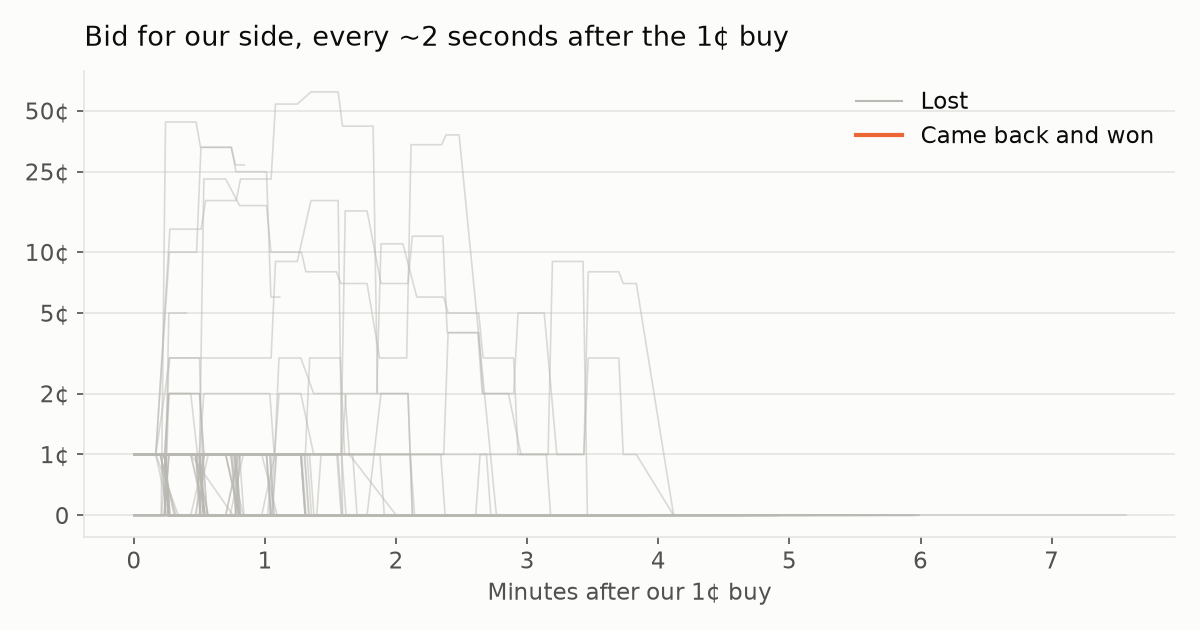 Bid for our side, every ~2 seconds after the 1¢ buy
Lost
Came back and won
50¢
25¢
10¢
5¢
2¢
1¢
0
0 1 2 3 4 5 6 7
Minutes after our 1¢ buy